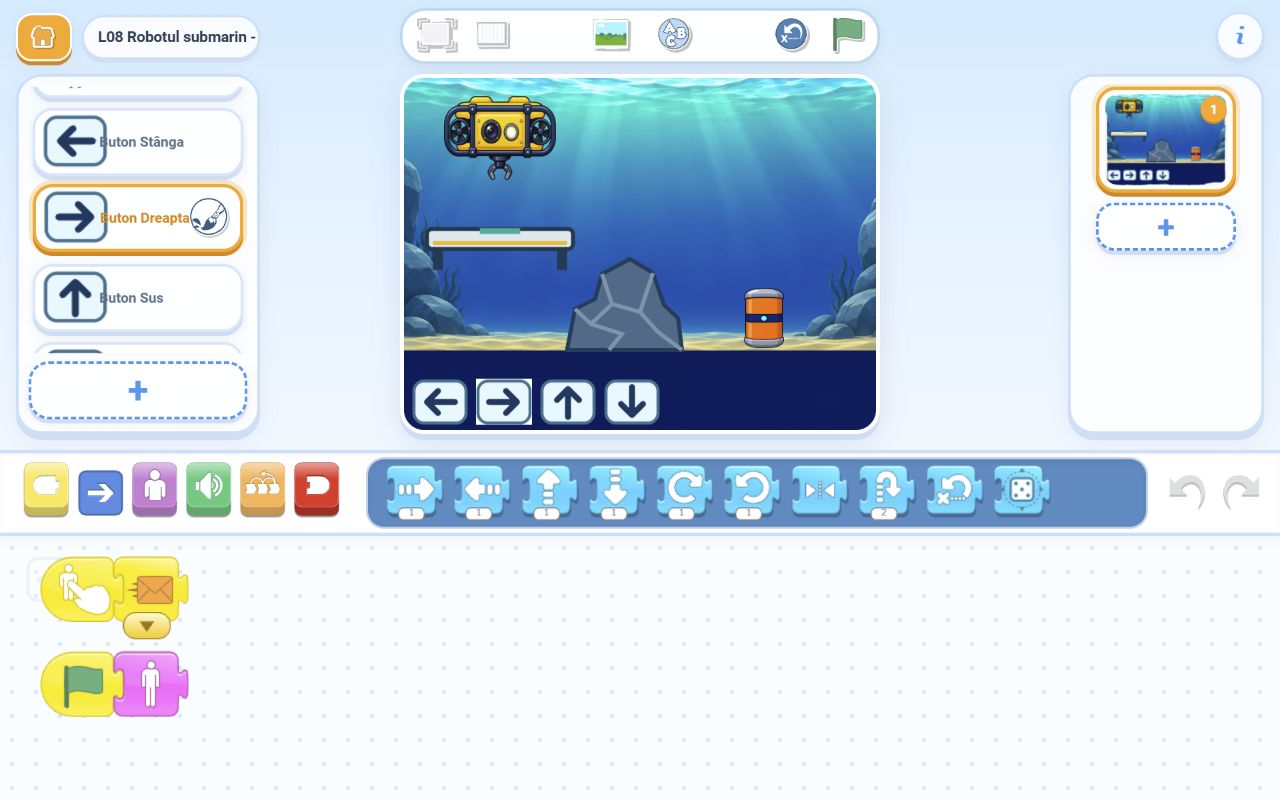 L08 Robotul submarin -
i
A
B
C
x
Buton Stânga
Buton Dreapta
Buton Sus
1
1
1
1
1
1
1
2
x